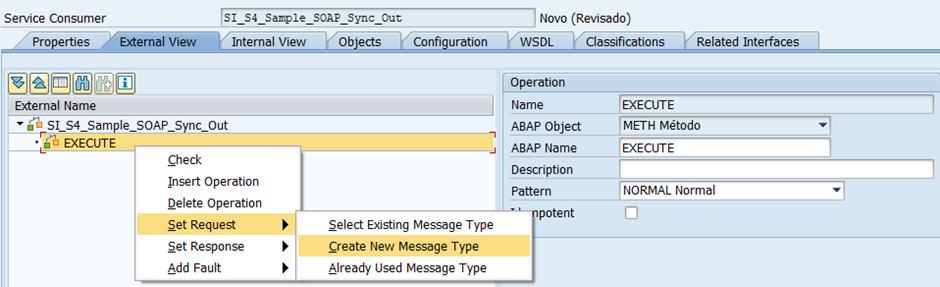 Service Consumer SI_S4_Sample_SOAP_Sync_Out Novo (Revisado)
Properties External View Internal View Objects Configuration WSDL Classifications Related Interfaces
External Name
SI_S4_Sample_SOAP_Sync_Out
EXECUTE
Check
Insert Operation
Delete Operation
Set Request
Set Response
Add Fault
Select Existing Message Type
Create New Message Type
Already Used Message Type
Operation
Name EXECUTE
ABAP Object METH Método
ABAP Name EXECUTE
Description
Pattern NORMAL Normal
Idempotent